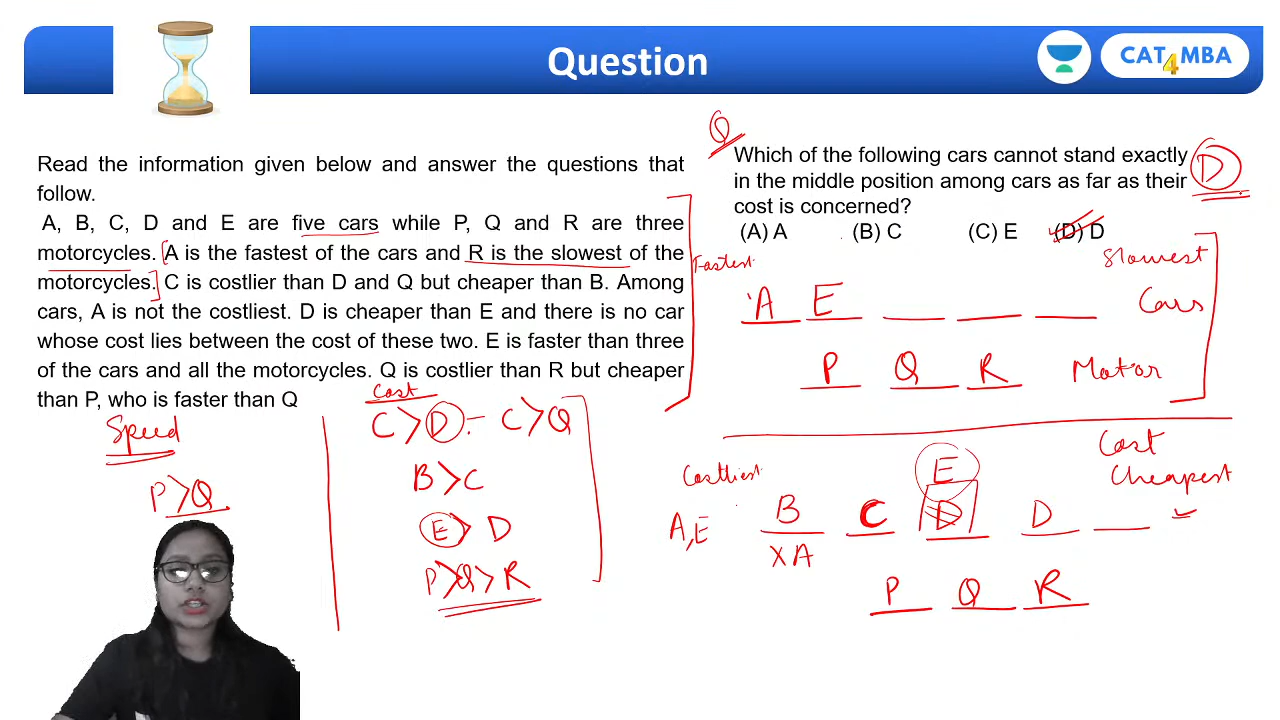 Question
CAT4MBA
Read the information given below and answer the questions that
follow.
A, B, C, D and E are five cars while P, Q and R are three
motorcycles. A is the fastest of the cars and R is the slowest of the
motorcycles. C is costlier than D and Q but cheaper than B. Among
cars, A is not the costliest. D is cheaper than E and there is no car
whose cost lies between the cost of these two. E is faster than three
of the cars and all the motorcycles. Q is costlier than R but cheaper
than P, who is faster than Q
Speed
P>Q
Cost
C>D- C>Q
B>C
E> D
P>Q>R
Q
Which of the following cars cannot stand exactly
in the middle position among cars as far as their
cost is concerned?
D
(A) A (B) C (C) E (D) D
Fastest Slowest
A E Cars
P Q R Motor
Cost
Costliest Cheapest
E
A,E B C D D
XA
P Q R